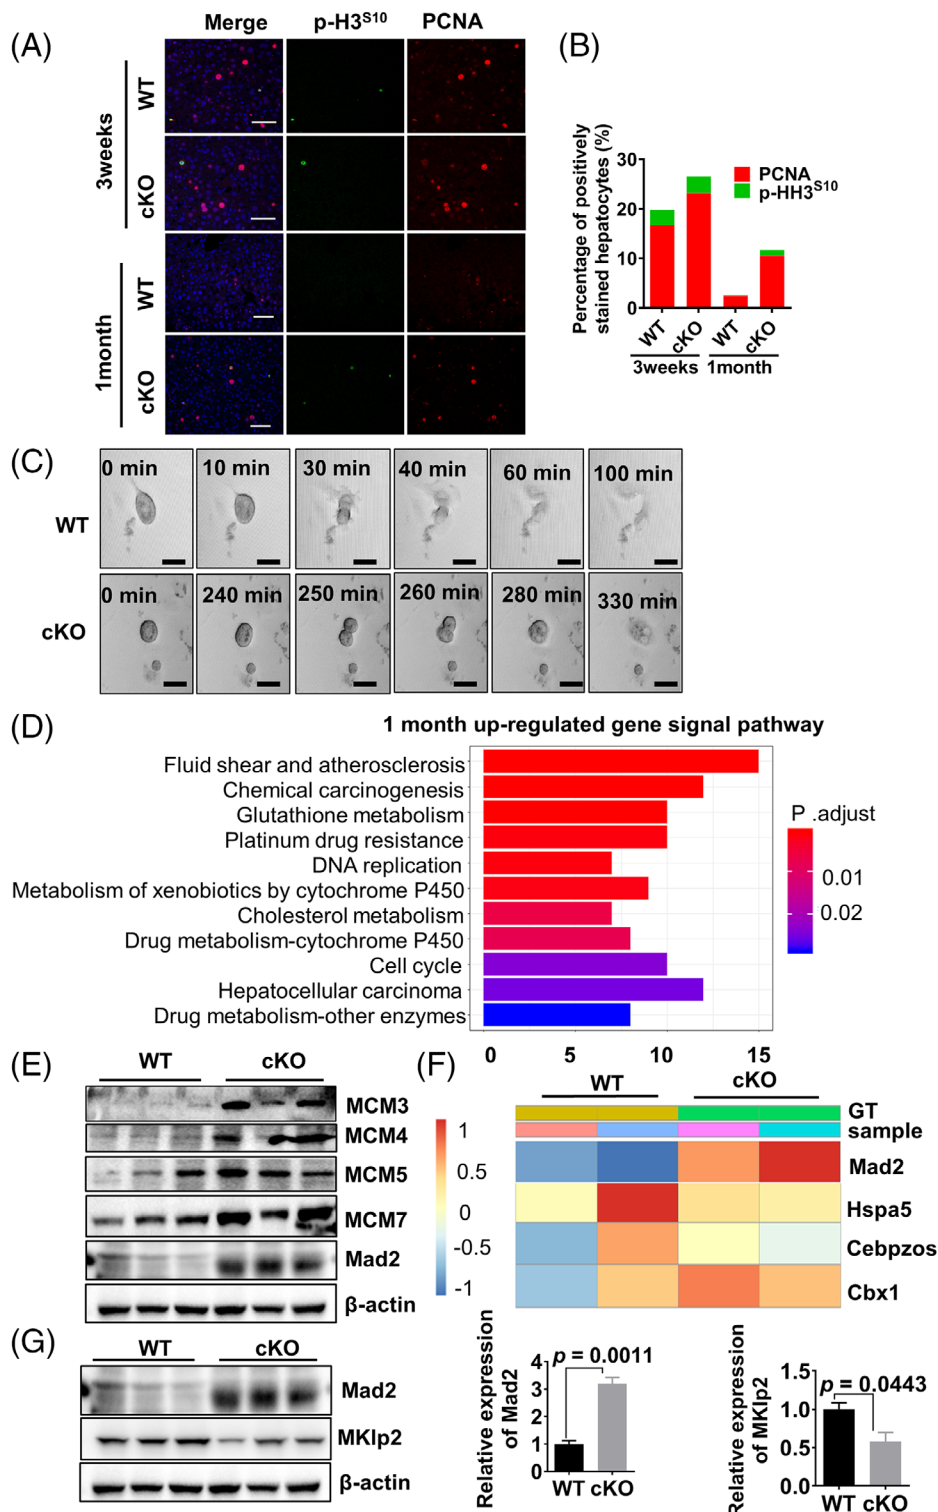 (A)
Merge p-H3S10 PCNA
3weeks
WT
cKO
1month
WT
cKO
(B)
Percentage of positively
stained hepatocytes (%)
30
20
10
0
PCNA
p-HH3S10
WT cKO WT cKO
3weeks 1month
(C)
WT
0 min 10 min 30 min 40 min 60 min 100 min
cKO
0 min 240 min 250 min 260 min 280 min 330 min
(D)
1 month up-regulated gene signal pathway
Fluid shear and atherosclerosis
Chemical carcinogenesis
Glutathione metabolism
Platinum drug resistance
DNA replication
Metabolism of xenobiotics by cytochrome P450
Cholesterol metabolism
Drug metabolism-cytochrome P450
Cell cycle
Hepatocellular carcinoma
Drug metabolism-other enzymes
0 5 10 15
P .adjust
0.01
0.02
(E)
WT cKO
MCM3
MCM4
MCM5
MCM7
Mad2
β-actin
(F)
WT cKO
1
0.5
0
-0.5
-1
GT
sample
Mad2
Hspa5
Cebpzos
Cbx1
(G)
WT cKO
Mad2
MKlp2
β-actin
Relative expression
of Mad2
4
3
2
1
0
p = 0.0011
WT cKO
Relative expression
of MKlp2
1.5
1.0
0.5
0.0
p = 0.0443
WT cKO